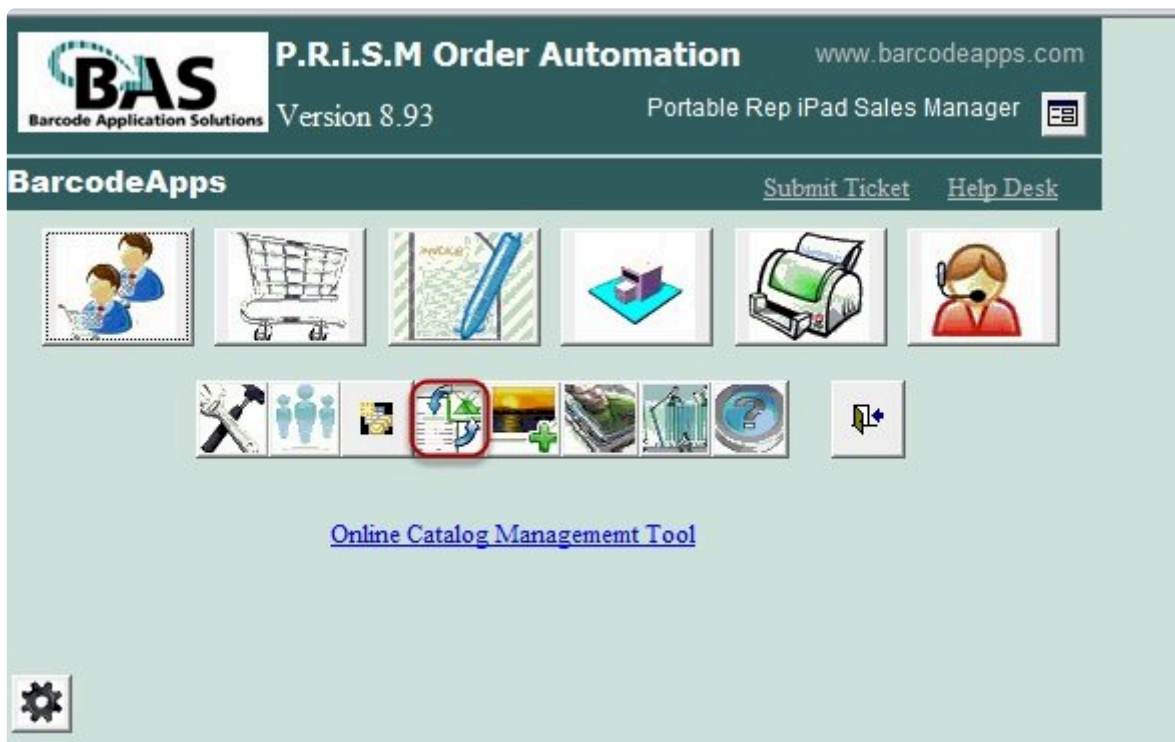 BAS
Barcode Application Solutions
P.R.i.S.M Order Automation
www.barcodeapps.com
Version 8.93
Portable Rep iPad Sales Manager
BarcodeApps
Submit Ticket
Help Desk
INVOICE
Online Catalog Managememt Tool